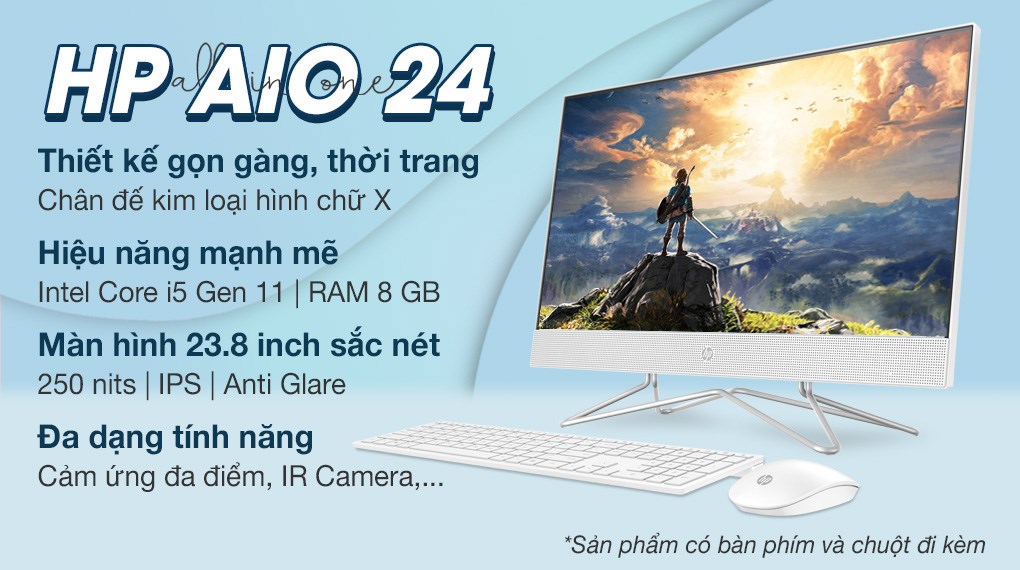 HP AIO 24
all in one
Thiết kế gọn gàng, thời trang
Chân đế kim loại hình chữ X
Hiệu năng mạnh mẽ
Intel Core i5 Gen 11 | RAM 8 GB
Màn hình 23.8 inch sắc nét
250 nits | IPS | Anti Glare
Đa dạng tính năng
Cảm ứng đa điểm, IR Camera,...
hp
hp
*Sản phẩm có bàn phím và chuột đi kèm